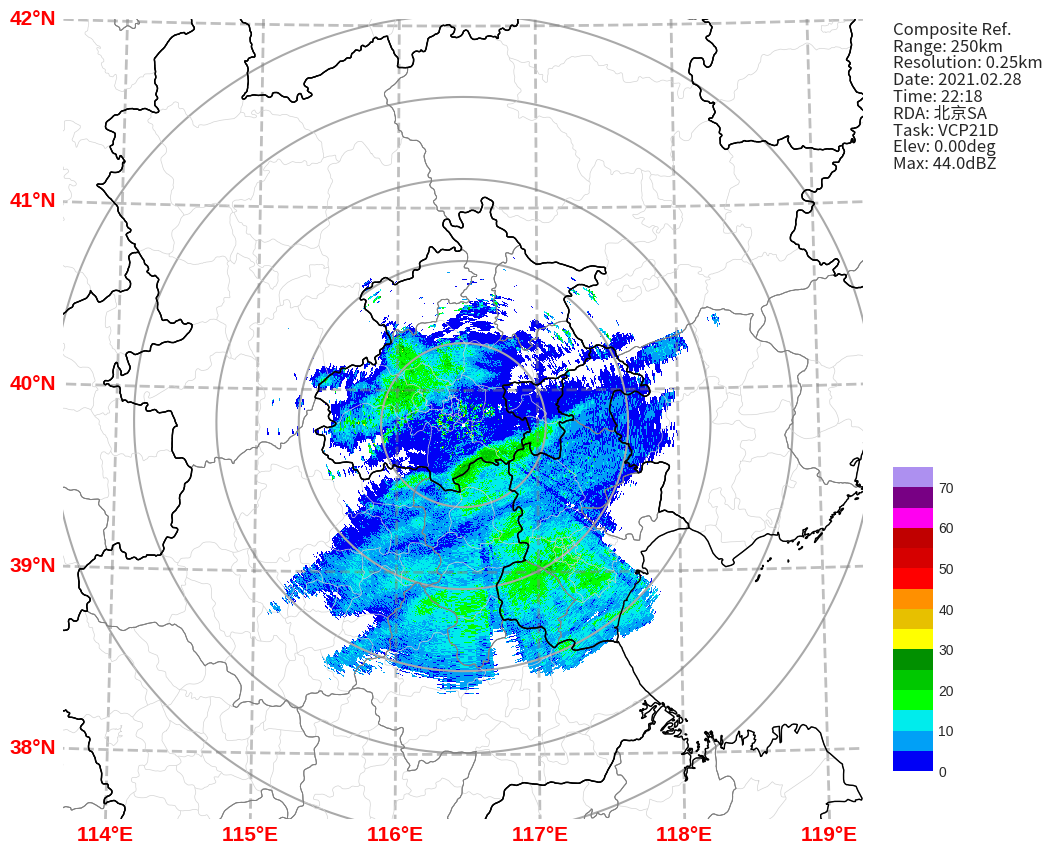 42°N
41°N
40°N
39°N
38°N
114°E 115°E 116°E 117°E 118°E 119°E
Composite Ref.
Range: 250km
Resolution: 0.25km
Date: 2021.02.28
Time: 22:18
RDA: 北京SA
Task: VCP21D
Elev: 0.00deg
Max: 44.0dBZ
70
60
50
40
30
20
10
0